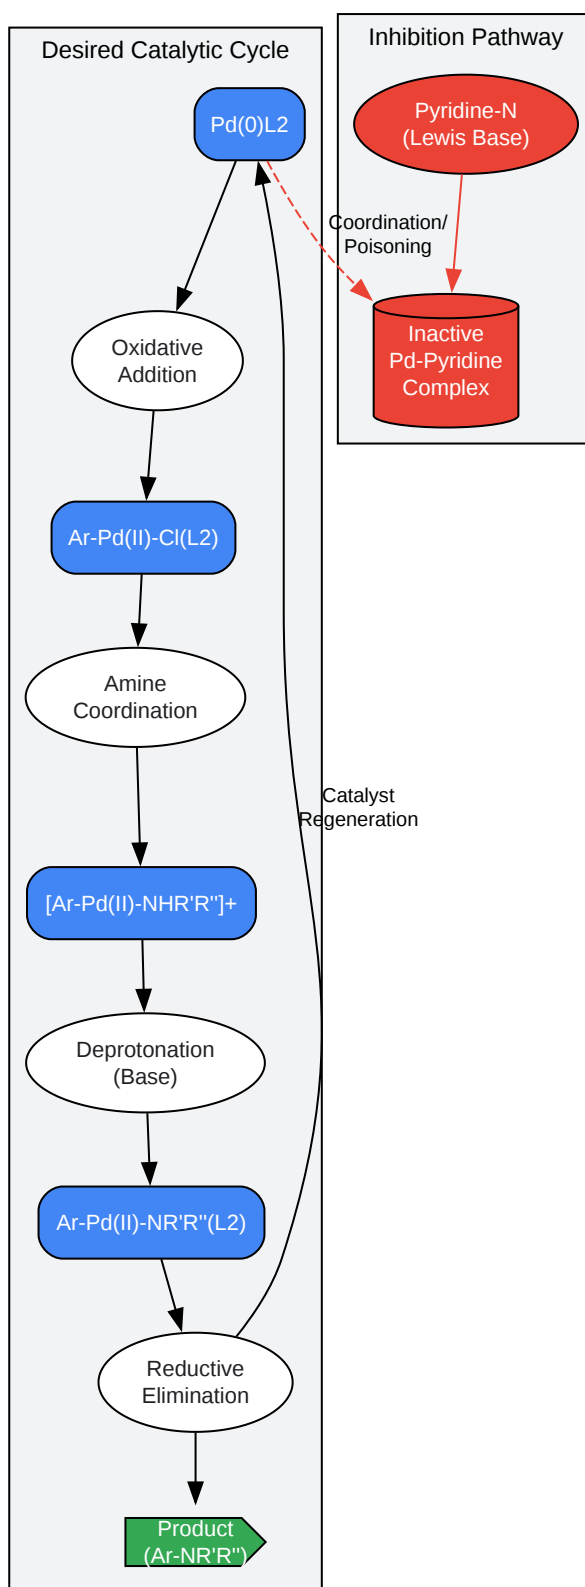 Desired Catalytic Cycle
Pd(0)L2
Oxidative
Addition
Ar-Pd(II)-Cl(L2)
Amine
Coordination
[Ar-Pd(II)-NHR'R"]+
Deprotonation
(Base)
Ar-Pd(II)-NR'R"(L2)
Reductive
Elimination
Product
(Ar-NR'R")
Catalyst
Regeneration
Inhibition Pathway
Pyridine-N
(Lewis Base)
Coordination/
Poisoning
Inactive
Pd-Pyridine
Complex